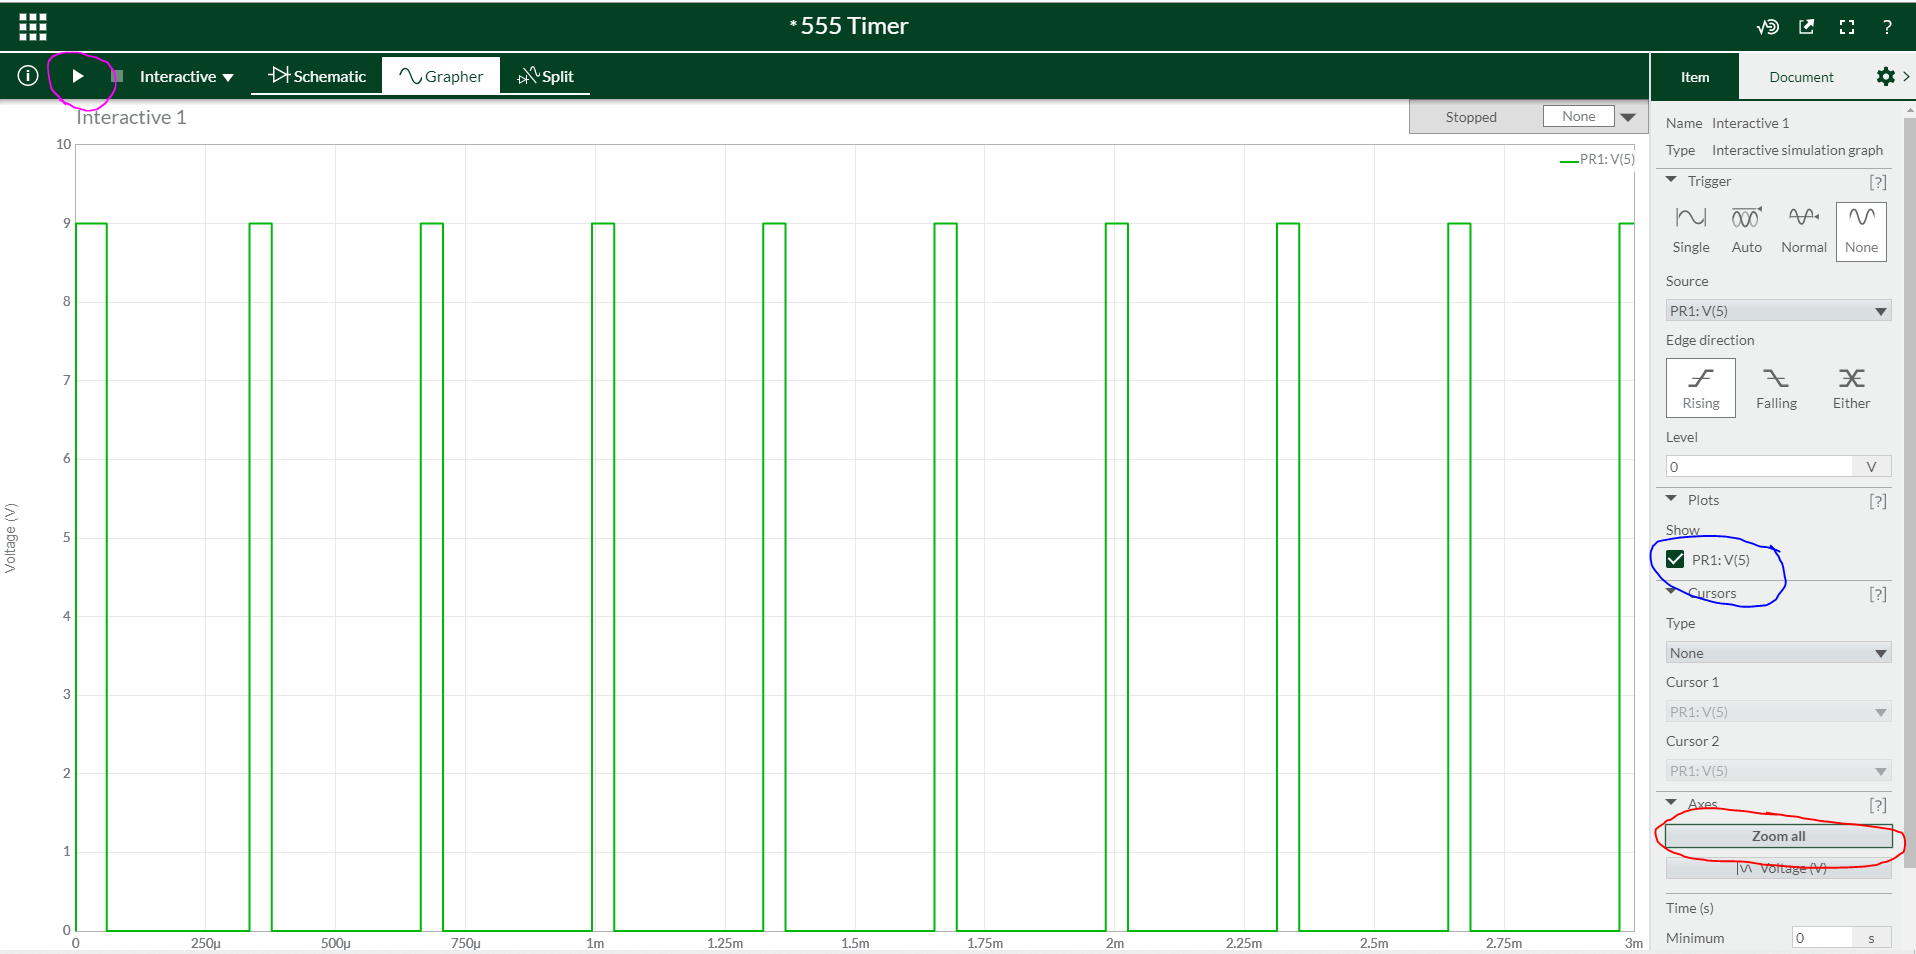 *555 Timer
?
i
Interactive
Schematic
Grapher
Split
Item
Document
Interactive 1
Stopped
None
PR1: V(5)
10
9
8
7
6
5
4
3
2
1
0
Voltage (V)
0
250µ
500µ
750µ
1m
1.25m
1.5m
1.75m
2m
2.25m
2.5m
2.75m
3m
Name Interactive 1
Type Interactive simulation graph
Trigger [?]
Single Auto Normal None
Source
PR1: V(5)
Edge direction
Rising Falling Either
Level
0 V
Plots [?]
Show
PR1: V(5)
Cursors [?]
Type
None
Cursor 1
PR1: V(5)
Cursor 2
PR1: V(5)
Axes [?]
Zoom all
Voltage (V)
Time (s)
Minimum 0 s